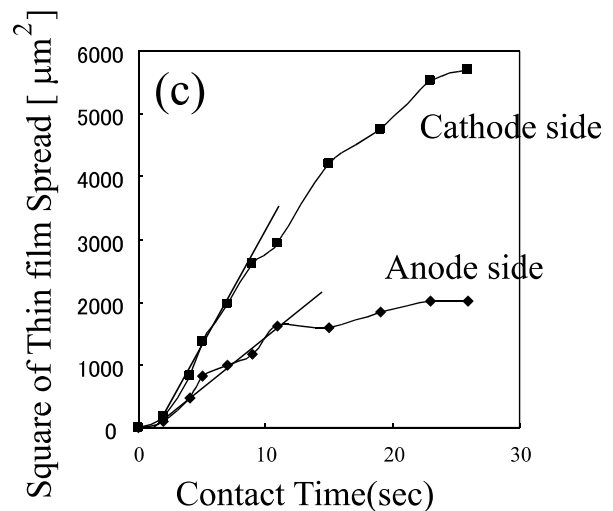 Square of Thin film Spread [ μm²]
6000
5000
4000
3000
2000
1000
0
(c)
Cathode side
Anode side
0 10 20 30
Contact Time(sec)